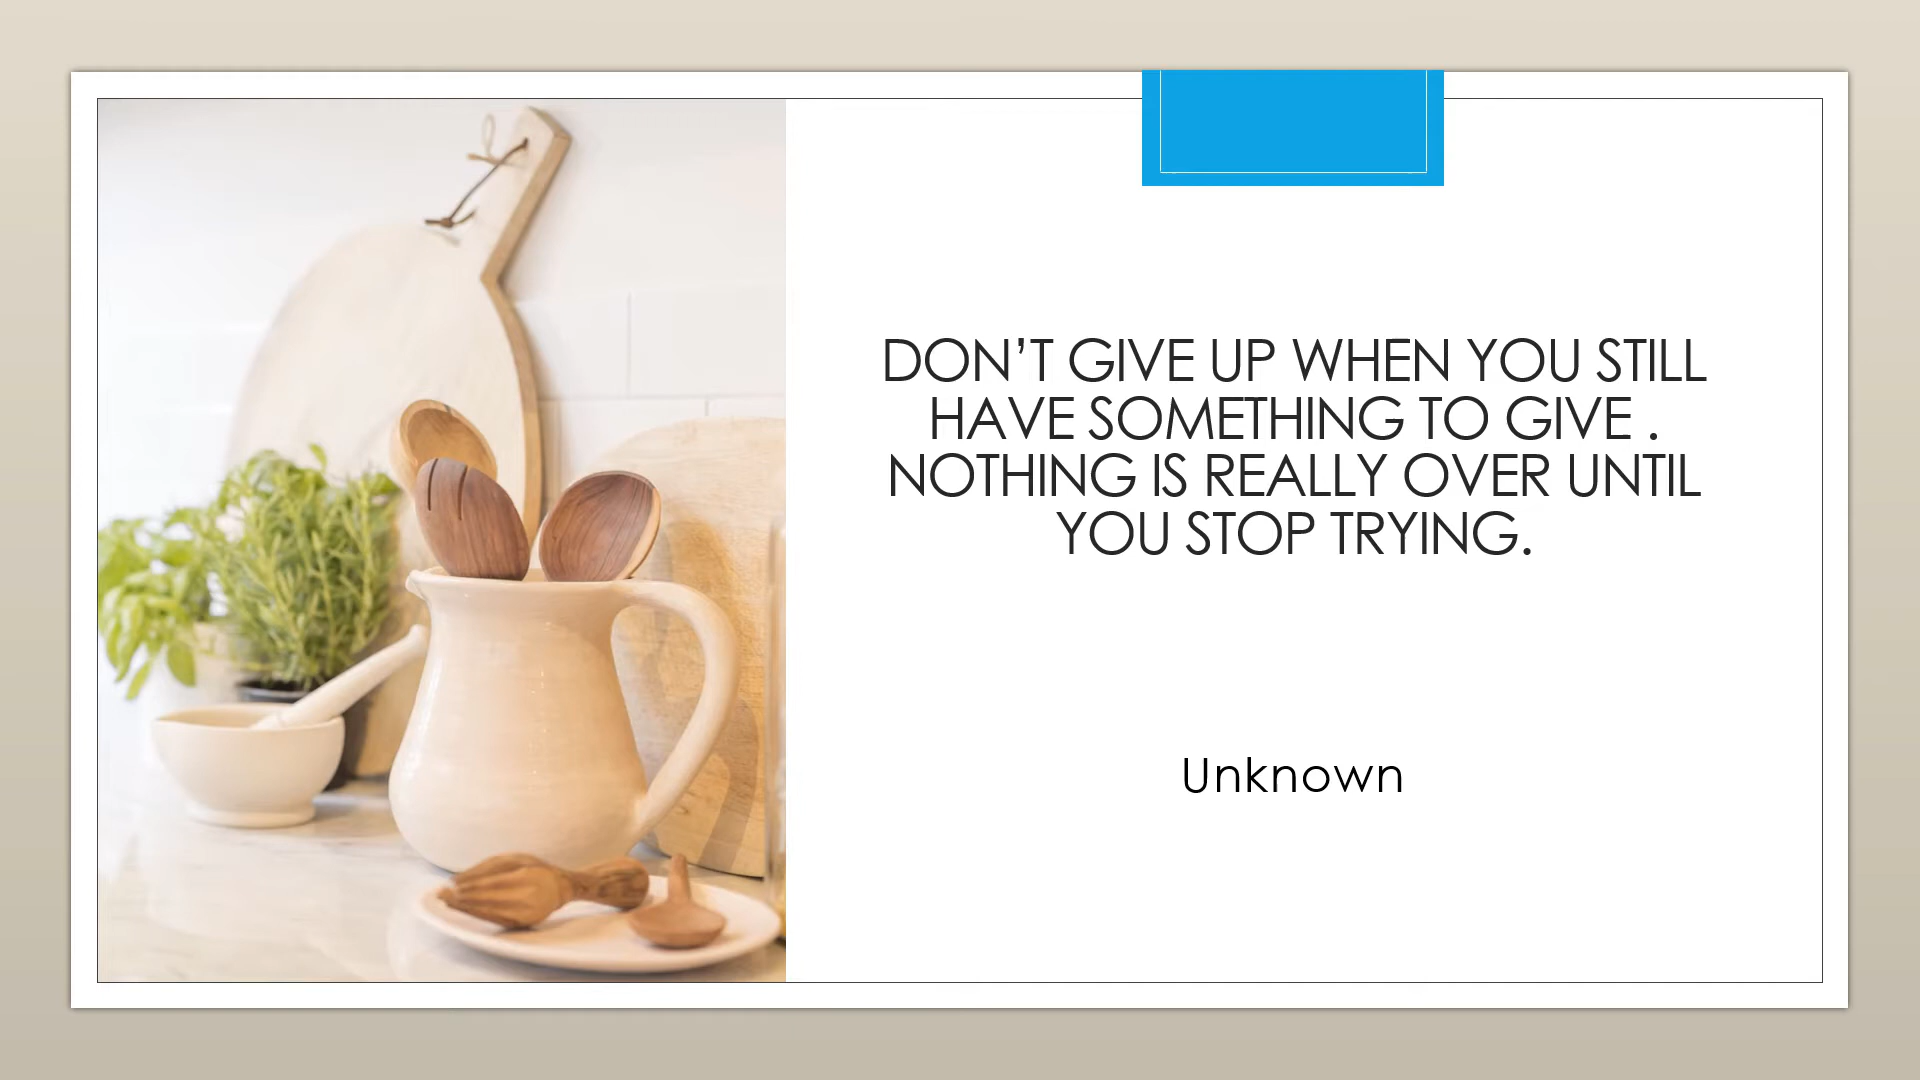 DON’T GIVE UP WHEN YOU STILL
HAVE SOMETHING TO GIVE .
NOTHING IS REALLY OVER UNTIL
YOU STOP TRYING.
Unknown